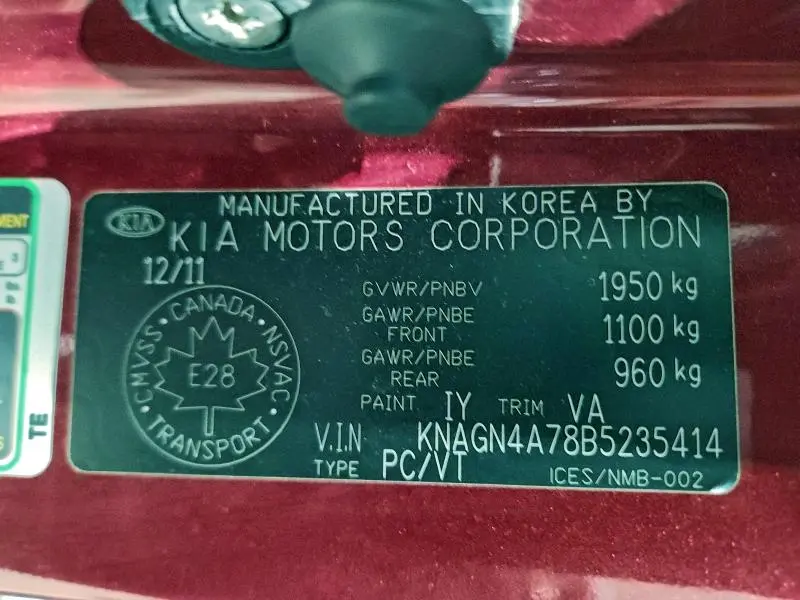 MANUFACTURED IN KOREA BY
KIA
KIA MOTORS CORPORATION
12/11
GVWR/PNBV 1950 kg
GAWR/PNBE FRONT 1100 kg
GAWR/PNBE REAR 960 kg
CANADA · NSVAC · TRANSPORT · CMVSS
E28
PAINT IY TRIM VA
V.I.N KNAGN4A78B5235414
TYPE PC/VT ICES/NMB-002
MENT
TE